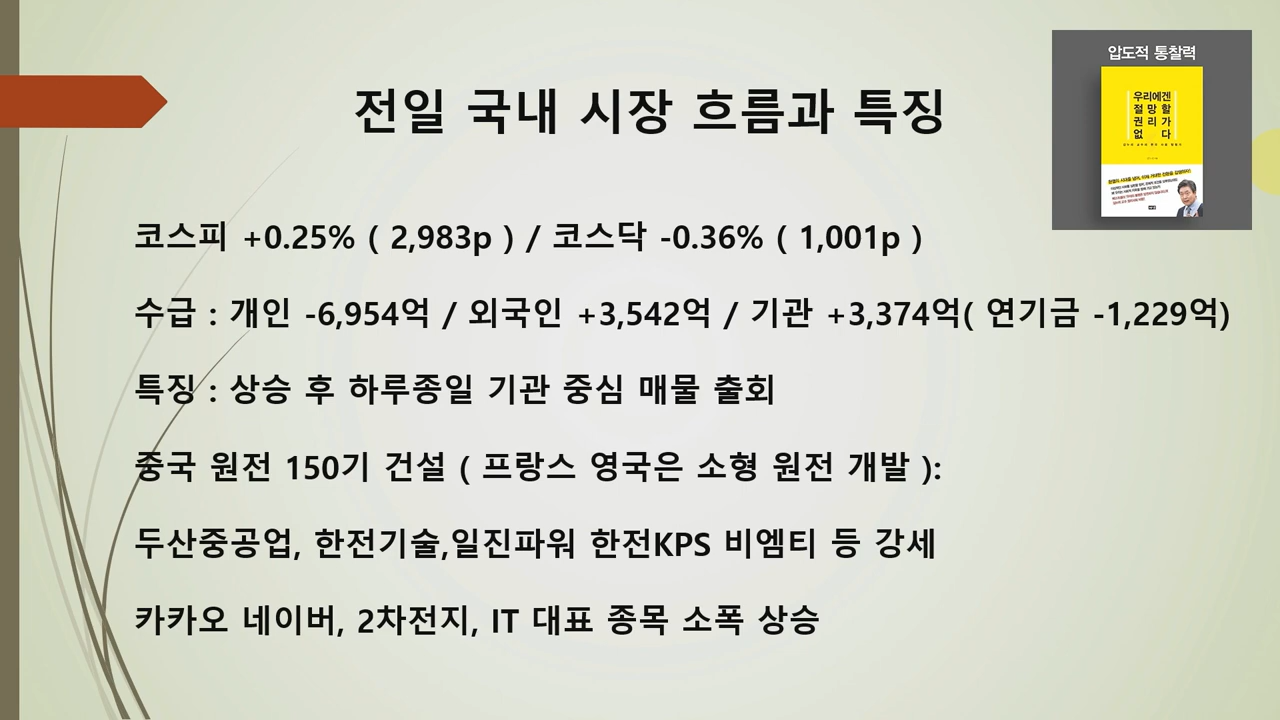 압도적 통찰력
우리에겐
절망할
권리가
없 다
전일 국내 시장 흐름과 특징
코스피 +0.25% ( 2,983p ) / 코스닥 -0.36% ( 1,001p )
수급 : 개인 -6,954억 / 외국인 +3,542억 / 기관 +3,374억( 연기금 -1,229억)
특징 : 상승 후 하루종일 기관 중심 매물 출회
중국 원전 150기 건설 ( 프랑스 영국은 소형 원전 개발 ):
두산중공업, 한전기술,일진파워 한전KPS 비엠티 등 강세
카카오 네이버, 2차전지, IT 대표 종목 소폭 상승